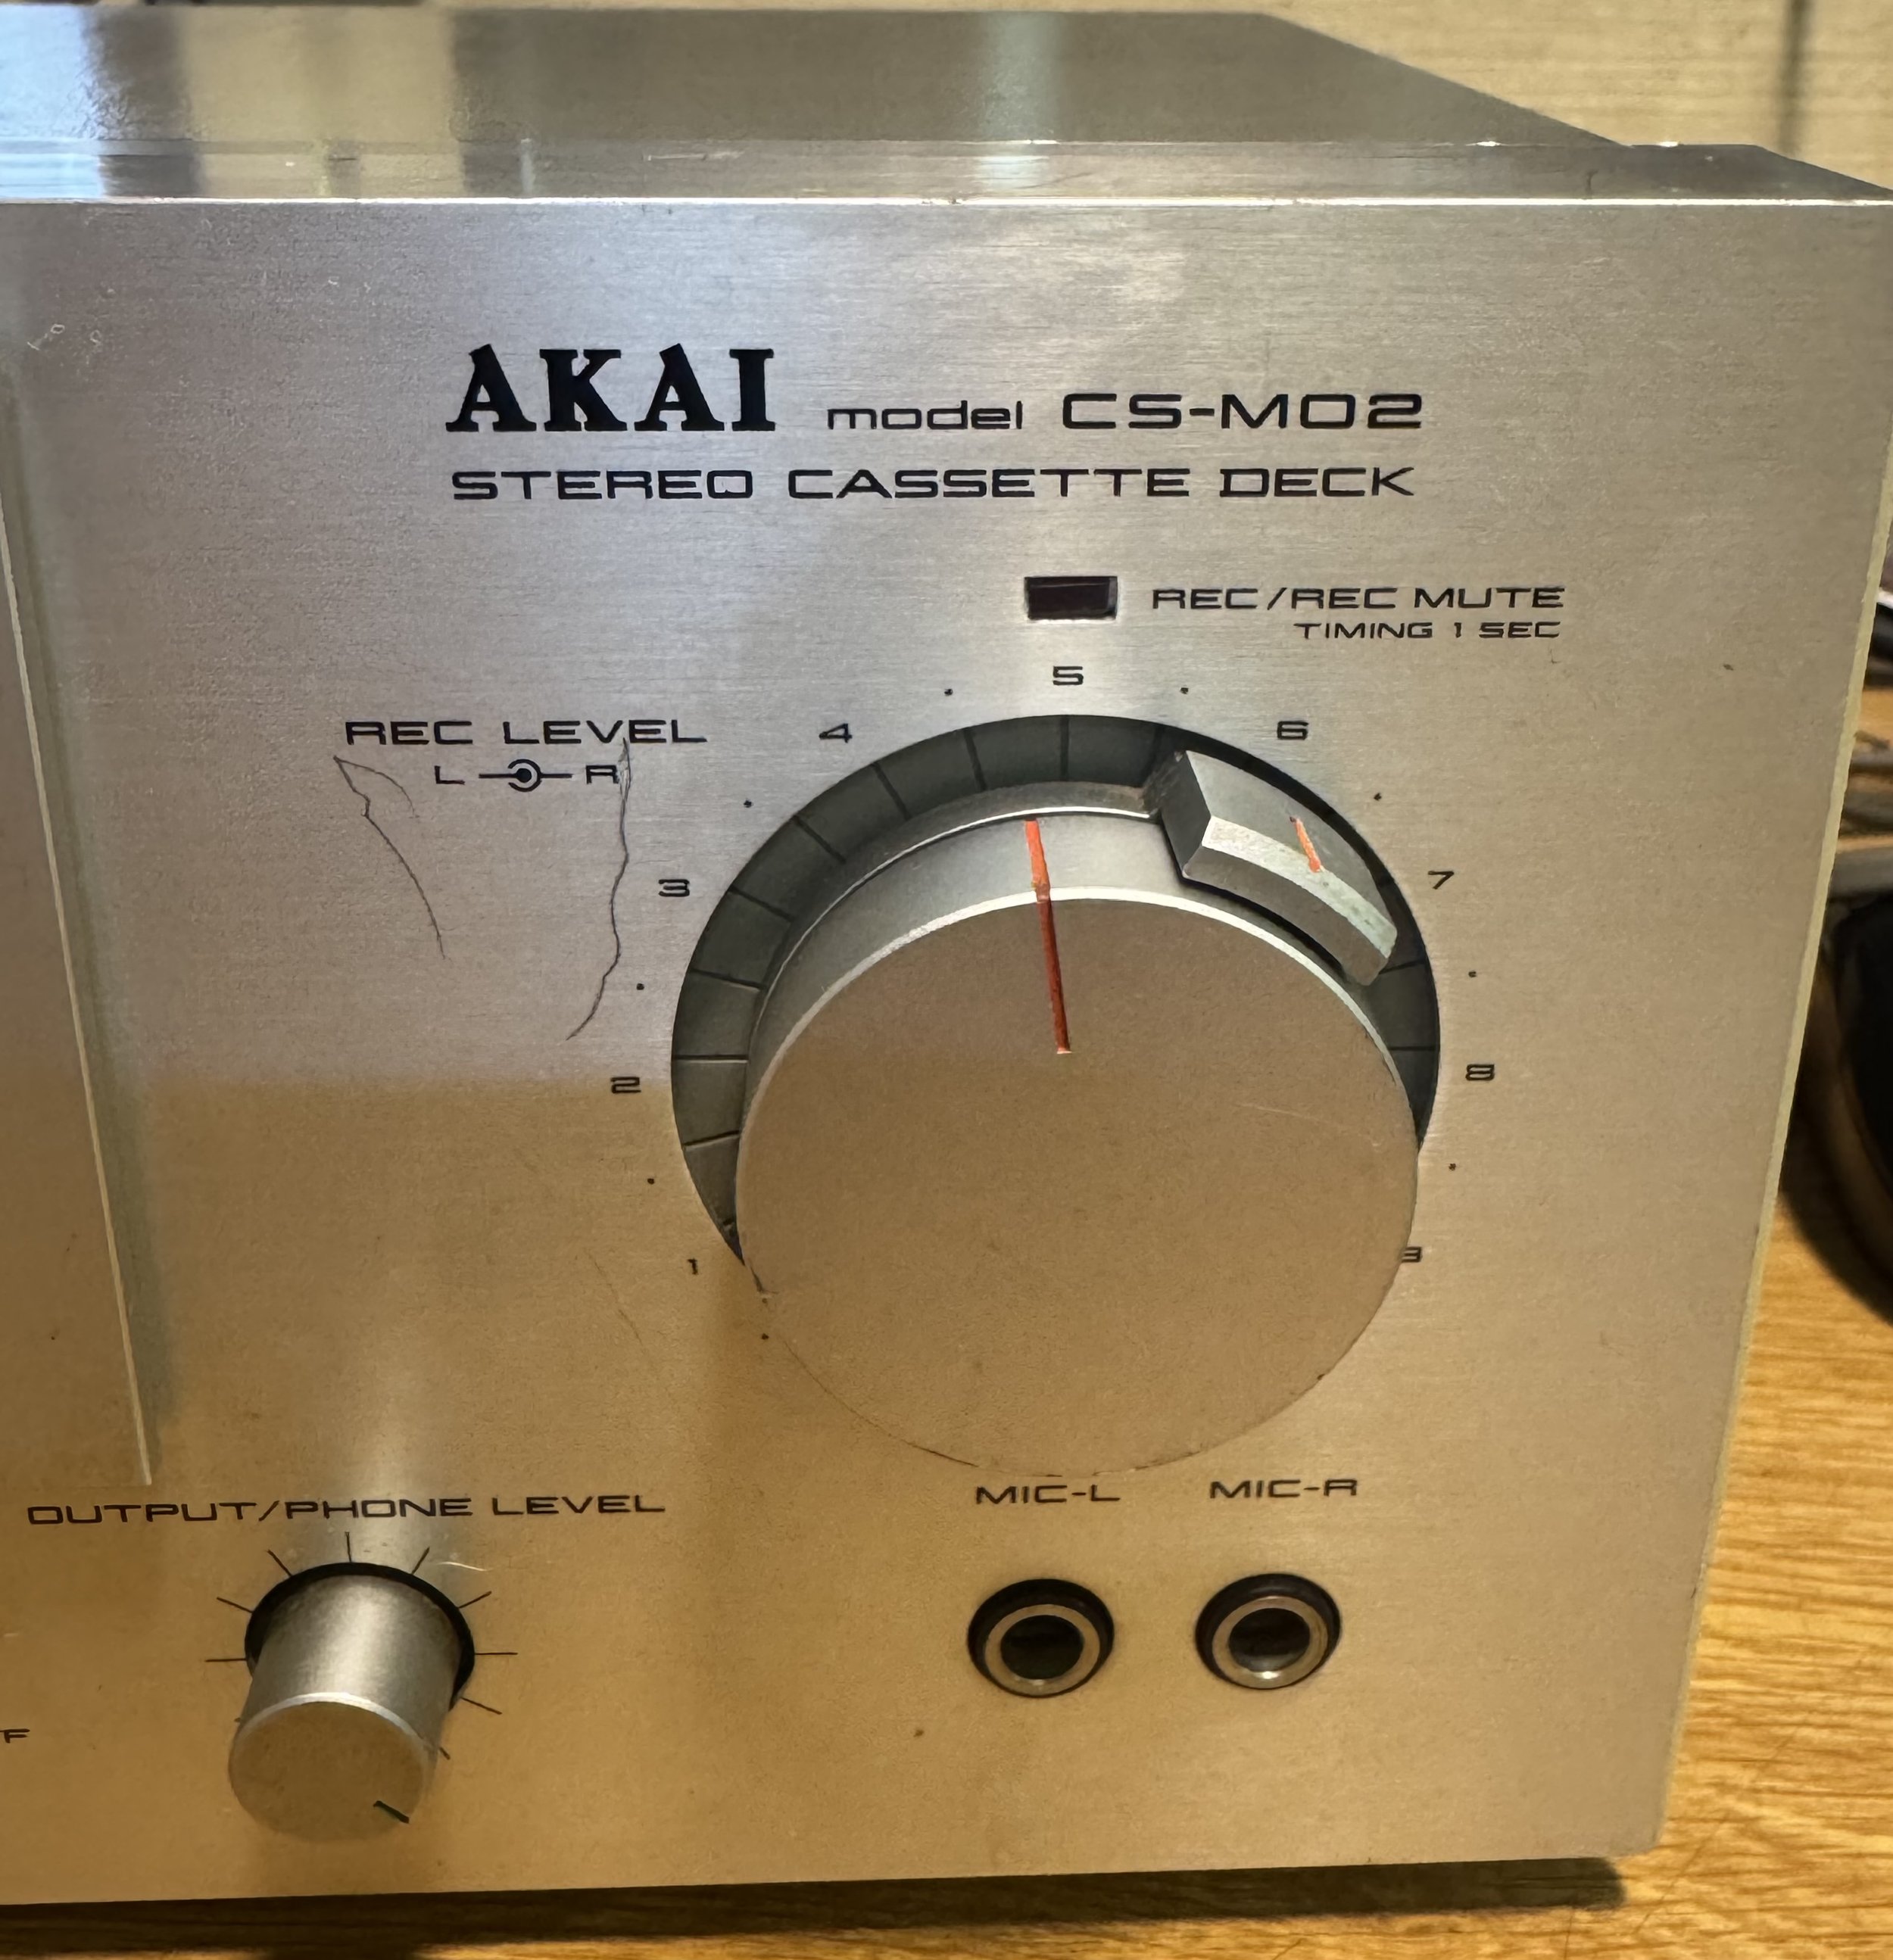 AKAI model CS-M02
STEREO CASSETTE DECK
REC/REC MUTE
TIMING 1 SEC
REC LEVEL
L R
1 2 3 4 5 6 7 8
OUTPUT/PHONE LEVEL
MIC-L MIC-R